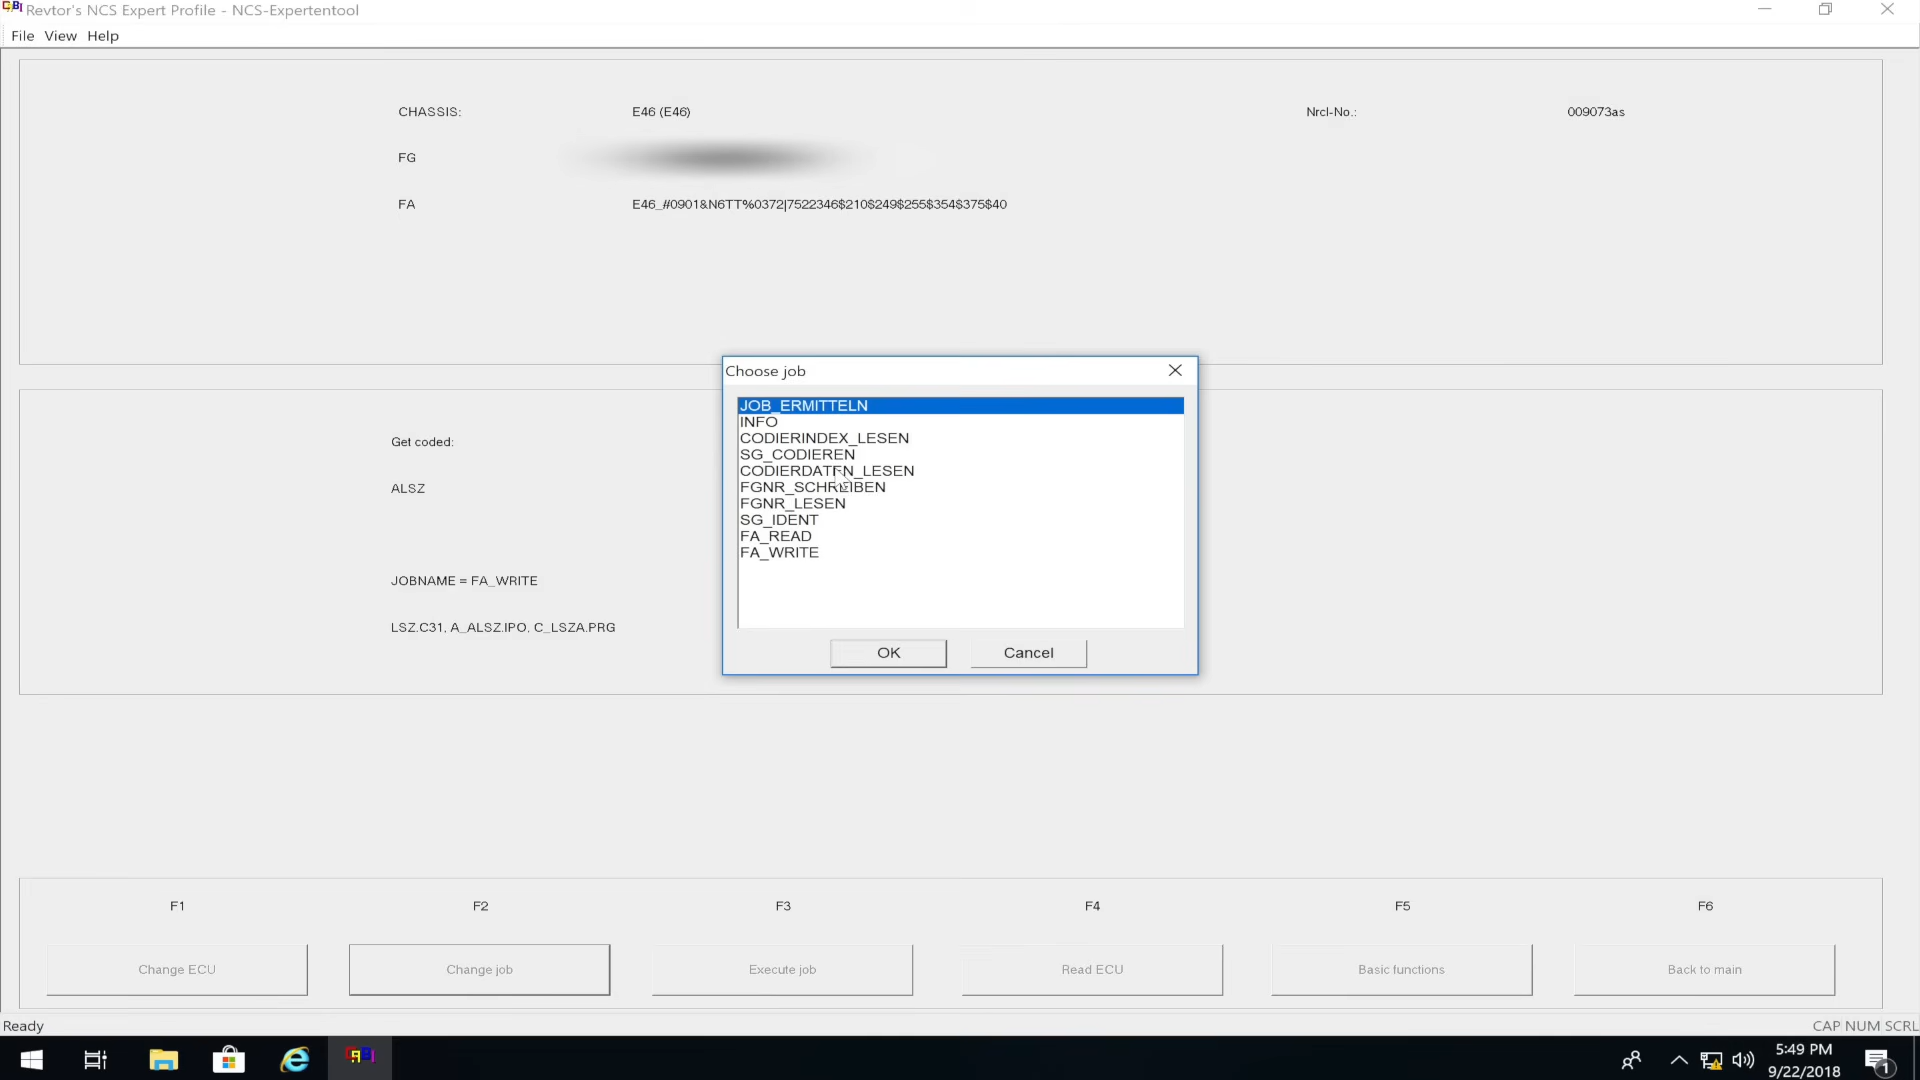 Revtor's NCS Expert Profile - NCS-Expertentool
File View Help
CHASSIS: E46 (E46) Nrcl-No.: 009073as
FG
FA E46_#0901&N6TT%0372|7522346$210$249$255$354$375$40
Get coded:
ALSZ
JOBNAME = FA_WRITE
LSZ.C31, A_ALSZ.IPO, C_LSZA.PRG
Choose job
JOB_ERMITTELN
INFO
CODIERINDEX_LESEN
SG_CODIEREN
CODIERDATEN_LESEN
FGNR_SCHREIBEN
FGNR_LESEN
SG_IDENT
FA_READ
FA_WRITE
OK Cancel
F1 F2 F3 F4 F5 F6
Change ECU Change job Execute job Read ECU Basic functions Back to main
Ready CAP NUM SCRL
5:49 PM
9/22/2018
1